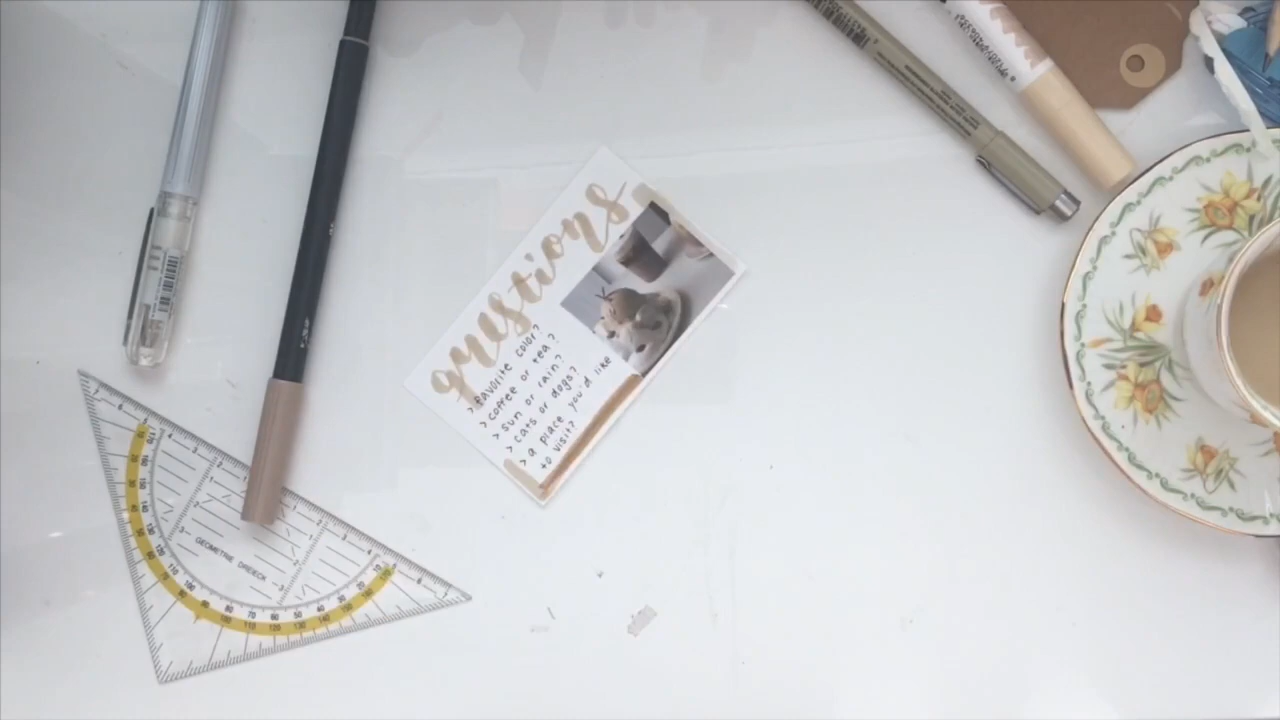 questions
> favorite color?
> coffee or tea?
> sun or rain?
> cats or dogs?
> a place you'd like
to visit?
GEOMETRIE DREIECK